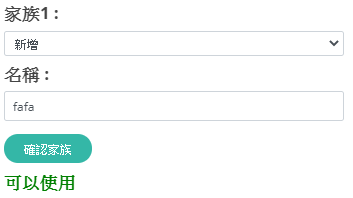 家族1 :
新增
名稱 :
fafa
確認家族
可以使用